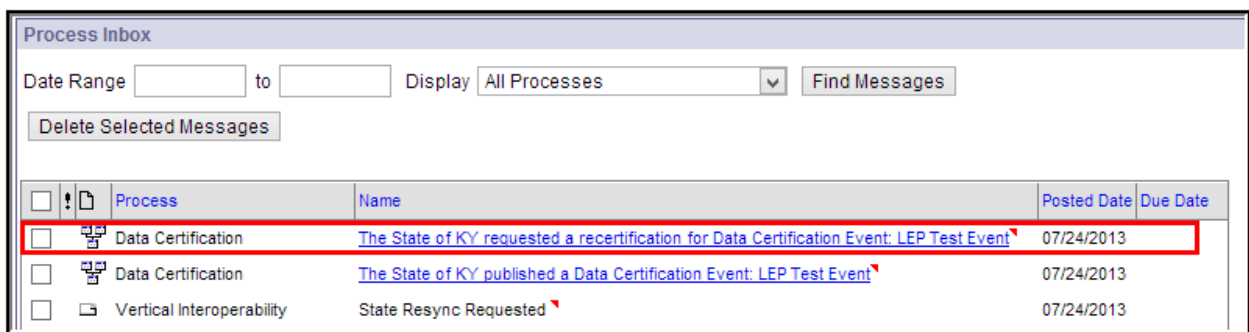 Process Inbox
Date Range to Display All Processes Find Messages
Delete Selected Messages
Process Name Posted Date Due Date
Data Certification The State of KY requested a recertification for Data Certification Event: LEP Test Event 07/24/2013
Data Certification The State of KY published a Data Certification Event: LEP Test Event 07/24/2013
Vertical Interoperability State Resync Requested 07/24/2013